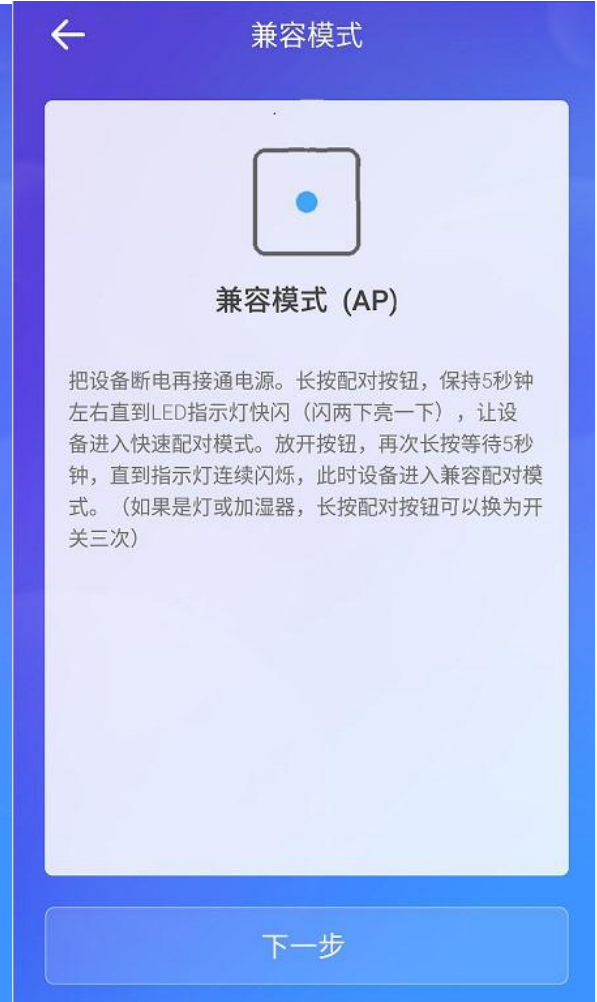 兼容模式
兼容模式 (AP)
把设备断电再接通电源。长按配对按钮，保持5秒钟
左右直到LED指示灯快闪（闪两下亮一下），让设
备进入快速配对模式。放开按钮，再次长按等待5秒
钟，直到指示灯连续闪烁，此时设备进入兼容配对模
式。（如果是灯或加湿器，长按配对按钮可以换为开
关三次）
下一步